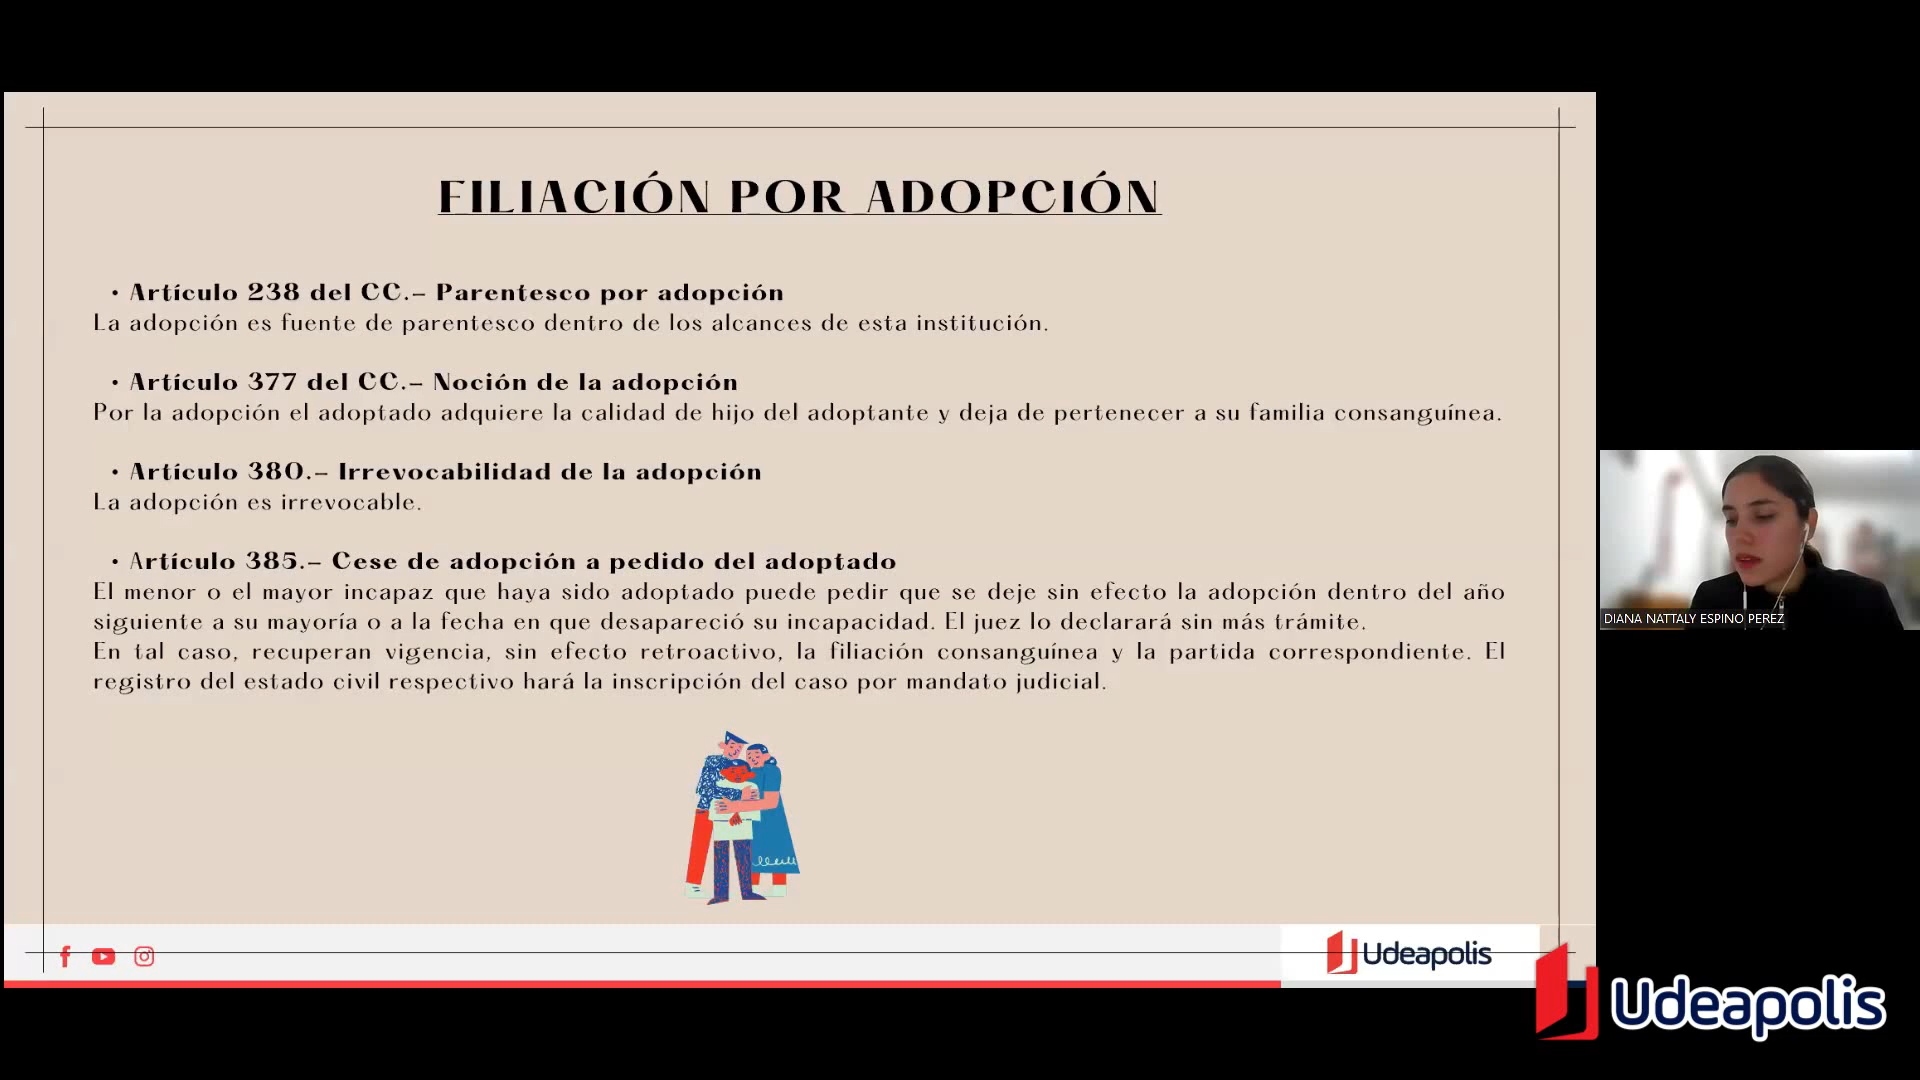 FILIACIÓN POR ADOPCIÓN
• Artículo 238 del CC.– Parentesco por adopción
La adopción es fuente de parentesco dentro de los alcances de esta institución.
• Artículo 377 del CC.– Noción de la adopción
Por la adopción el adoptado adquiere la calidad de hijo del adoptante y deja de pertenecer a su familia consanguínea.
• Artículo 380.– Irrevocabilidad de la adopción
La adopción es irrevocable.
• Artículo 385.– Cese de adopción a pedido del adoptado
El menor o el mayor incapaz que haya sido adoptado puede pedir que se deje sin efecto la adopción dentro del año
siguiente a su mayoría o a la fecha en que desapareció su incapacidad. El juez lo declarará sin más trámite.
En tal caso, recuperan vigencia, sin efecto retroactivo, la filiación consanguínea y la partida correspondiente. El
registro del estado civil respectivo hará la inscripción del caso por mandato judicial.
DIANA NATTALY ESPINO PEREZ
Udeapolis
Udeapolis